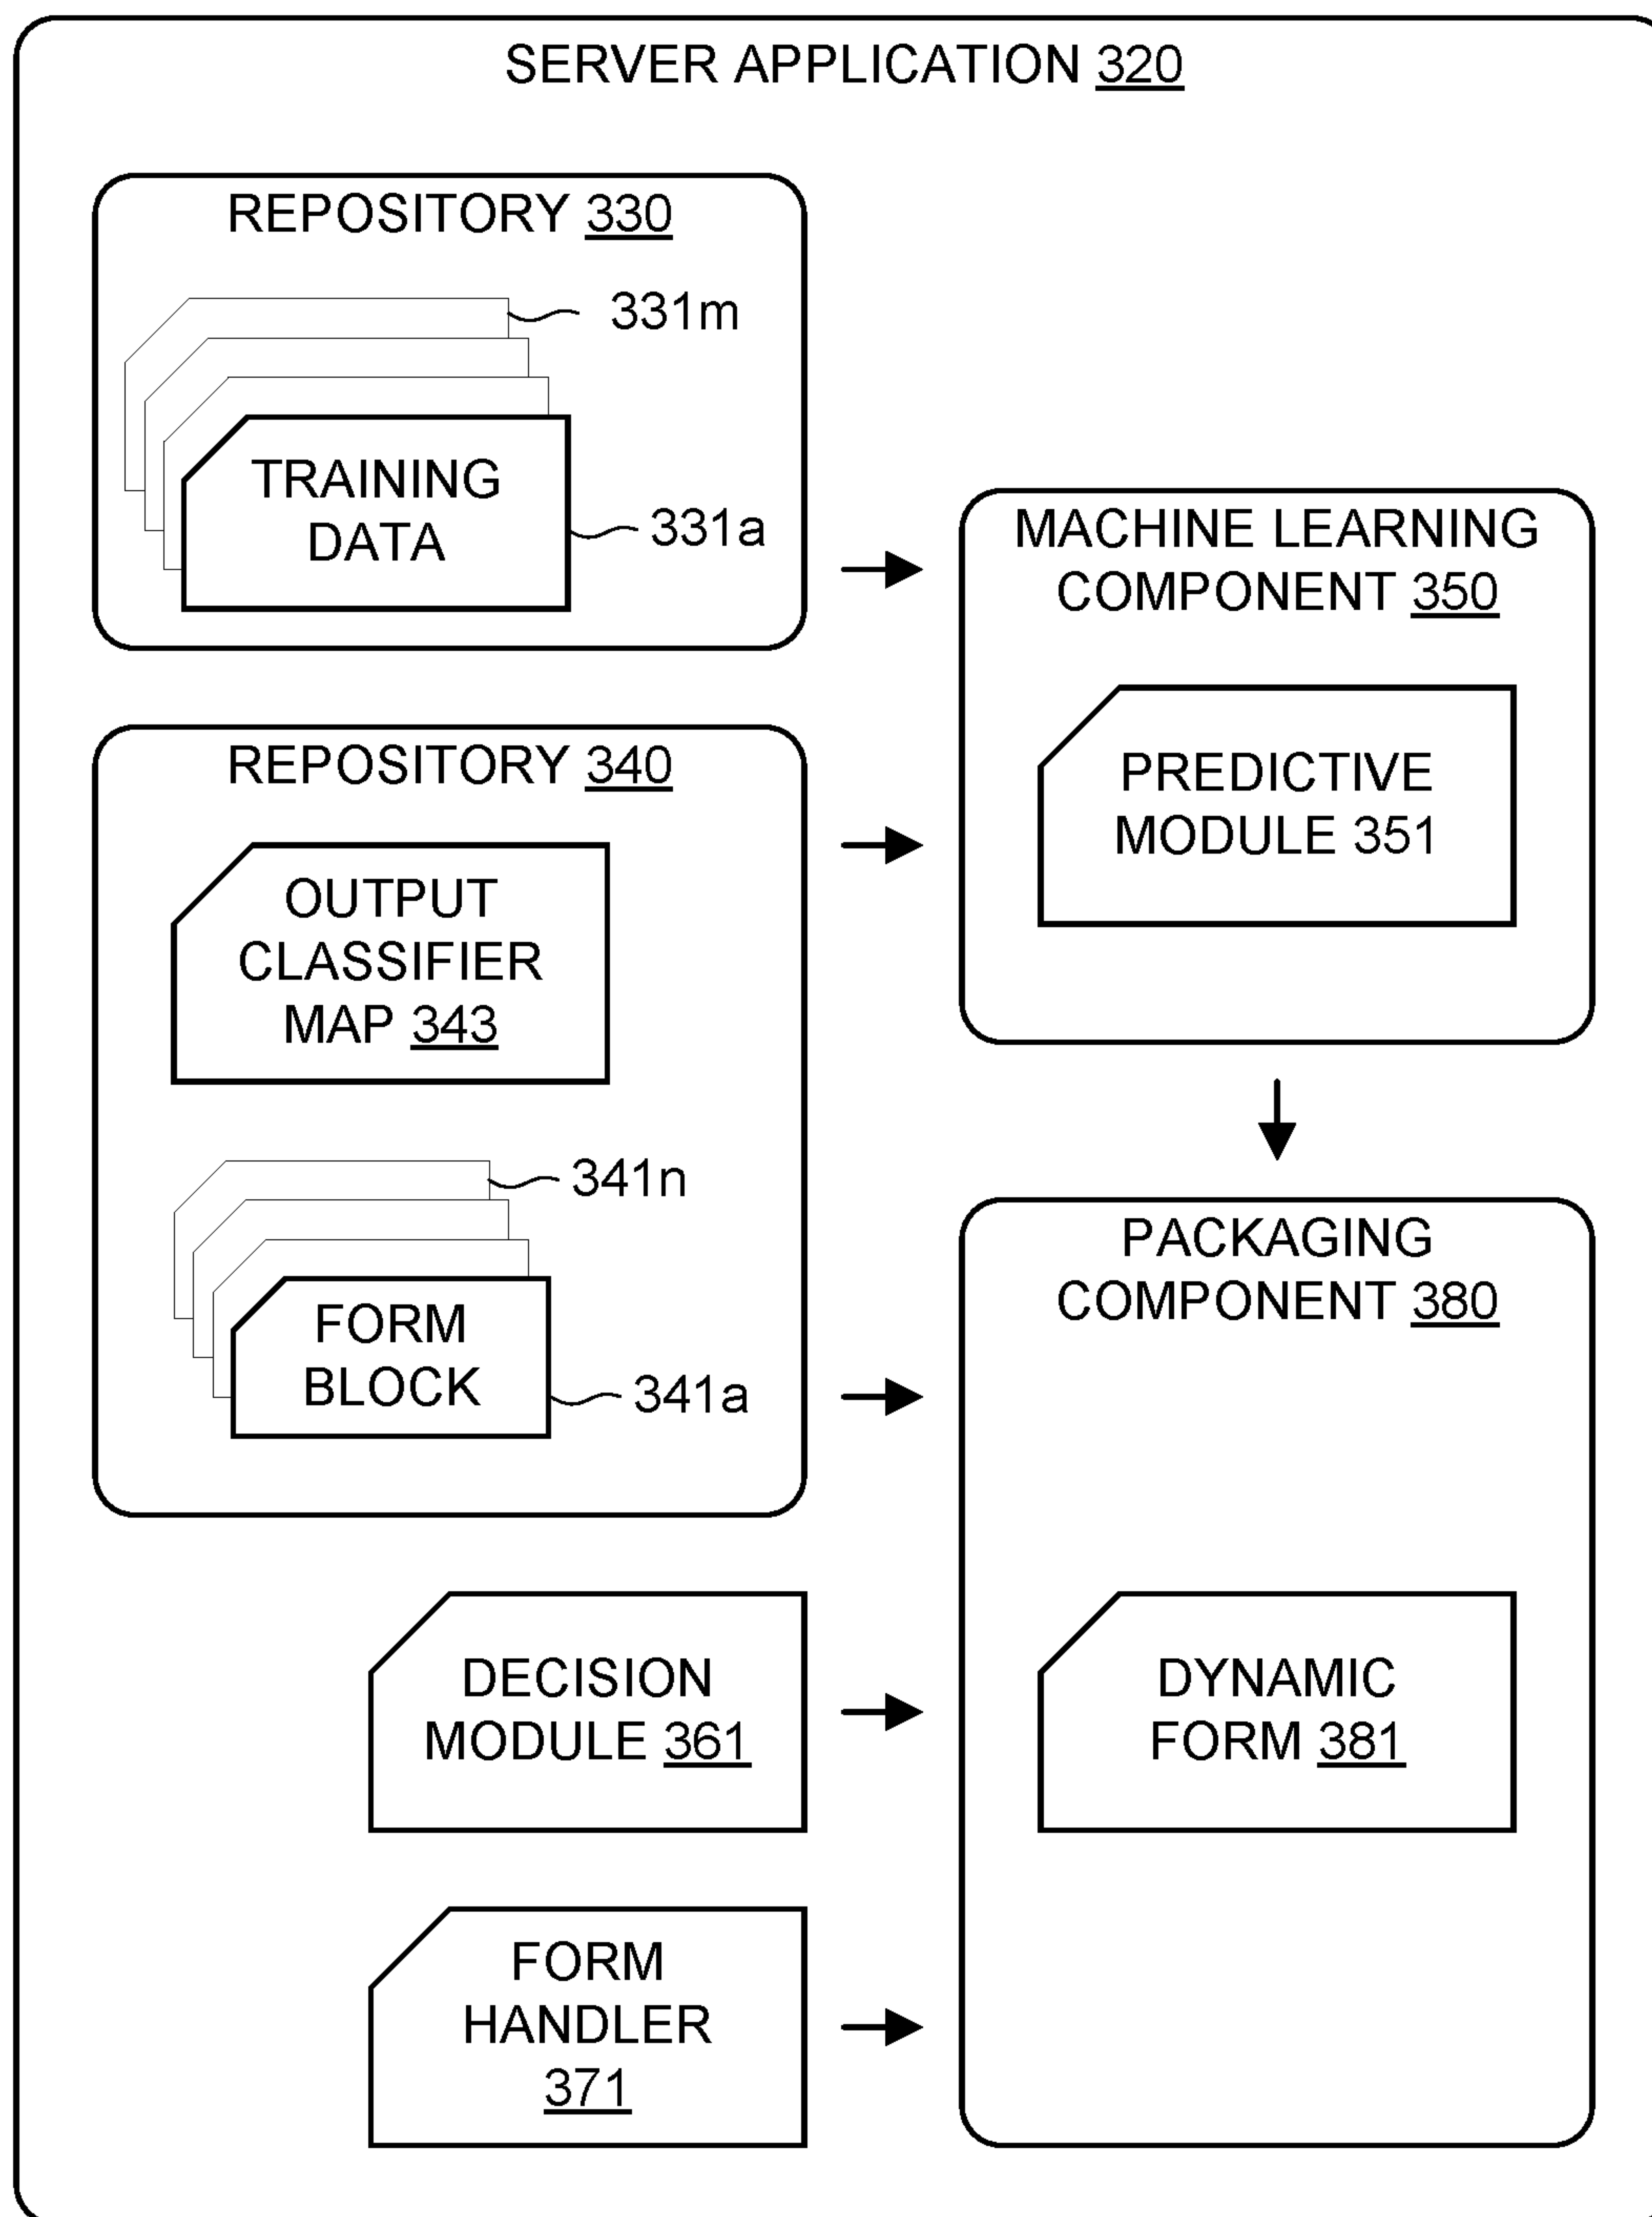 SERVER APPLICATION 320
REPOSITORY 330
331m
TRAINING
DATA
331a
REPOSITORY 340
OUTPUT
CLASSIFIER
MAP 343
341n
FORM
BLOCK
341a
MACHINE LEARNING
COMPONENT 350
PREDICTIVE
MODULE 351
PACKAGING
COMPONENT 380
DECISION
MODULE 361
DYNAMIC
FORM 381
FORM
HANDLER
371